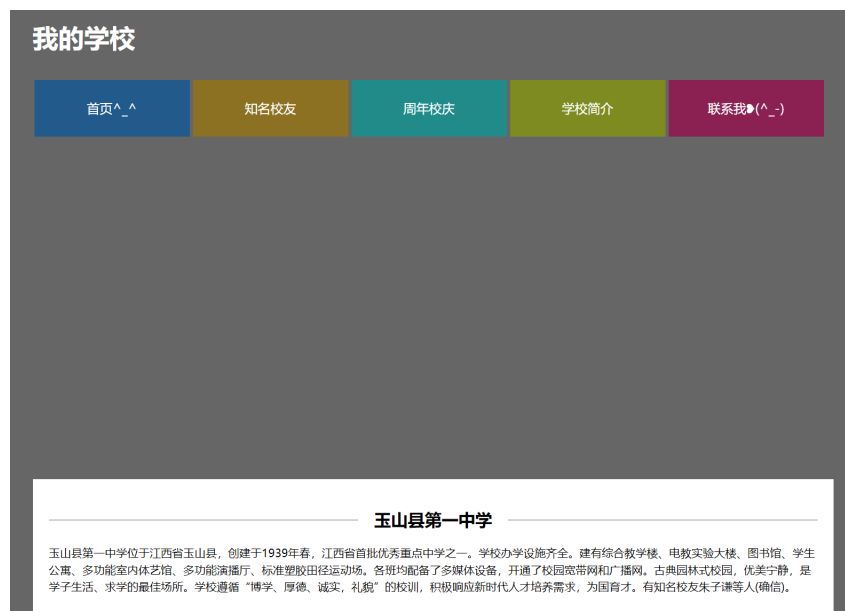 我的学校
首页^_^
知名校友
周年校庆
学校简介
联系我❥(^_-)
玉山县第一中学
玉山县第一中学位于江西省玉山县，创建于1939年春，江西省首批优秀重点中学之一。学校办学设施齐全。建有综合教学楼、电教实验大楼、图书馆、学生
公寓、多功能室内体艺馆、多功能演播厅、标准塑胶田径运动场。各班均配备了多媒体设备，开通了校园宽带网和广播网。古典园林式校园，优美宁静，是
学子生活、求学的最佳场所。学校遵循“博学、厚德、诚实，礼貌”的校训，积极响应新时代人才培养需求，为国育才。有知名校友朱子谦等人(确信)。